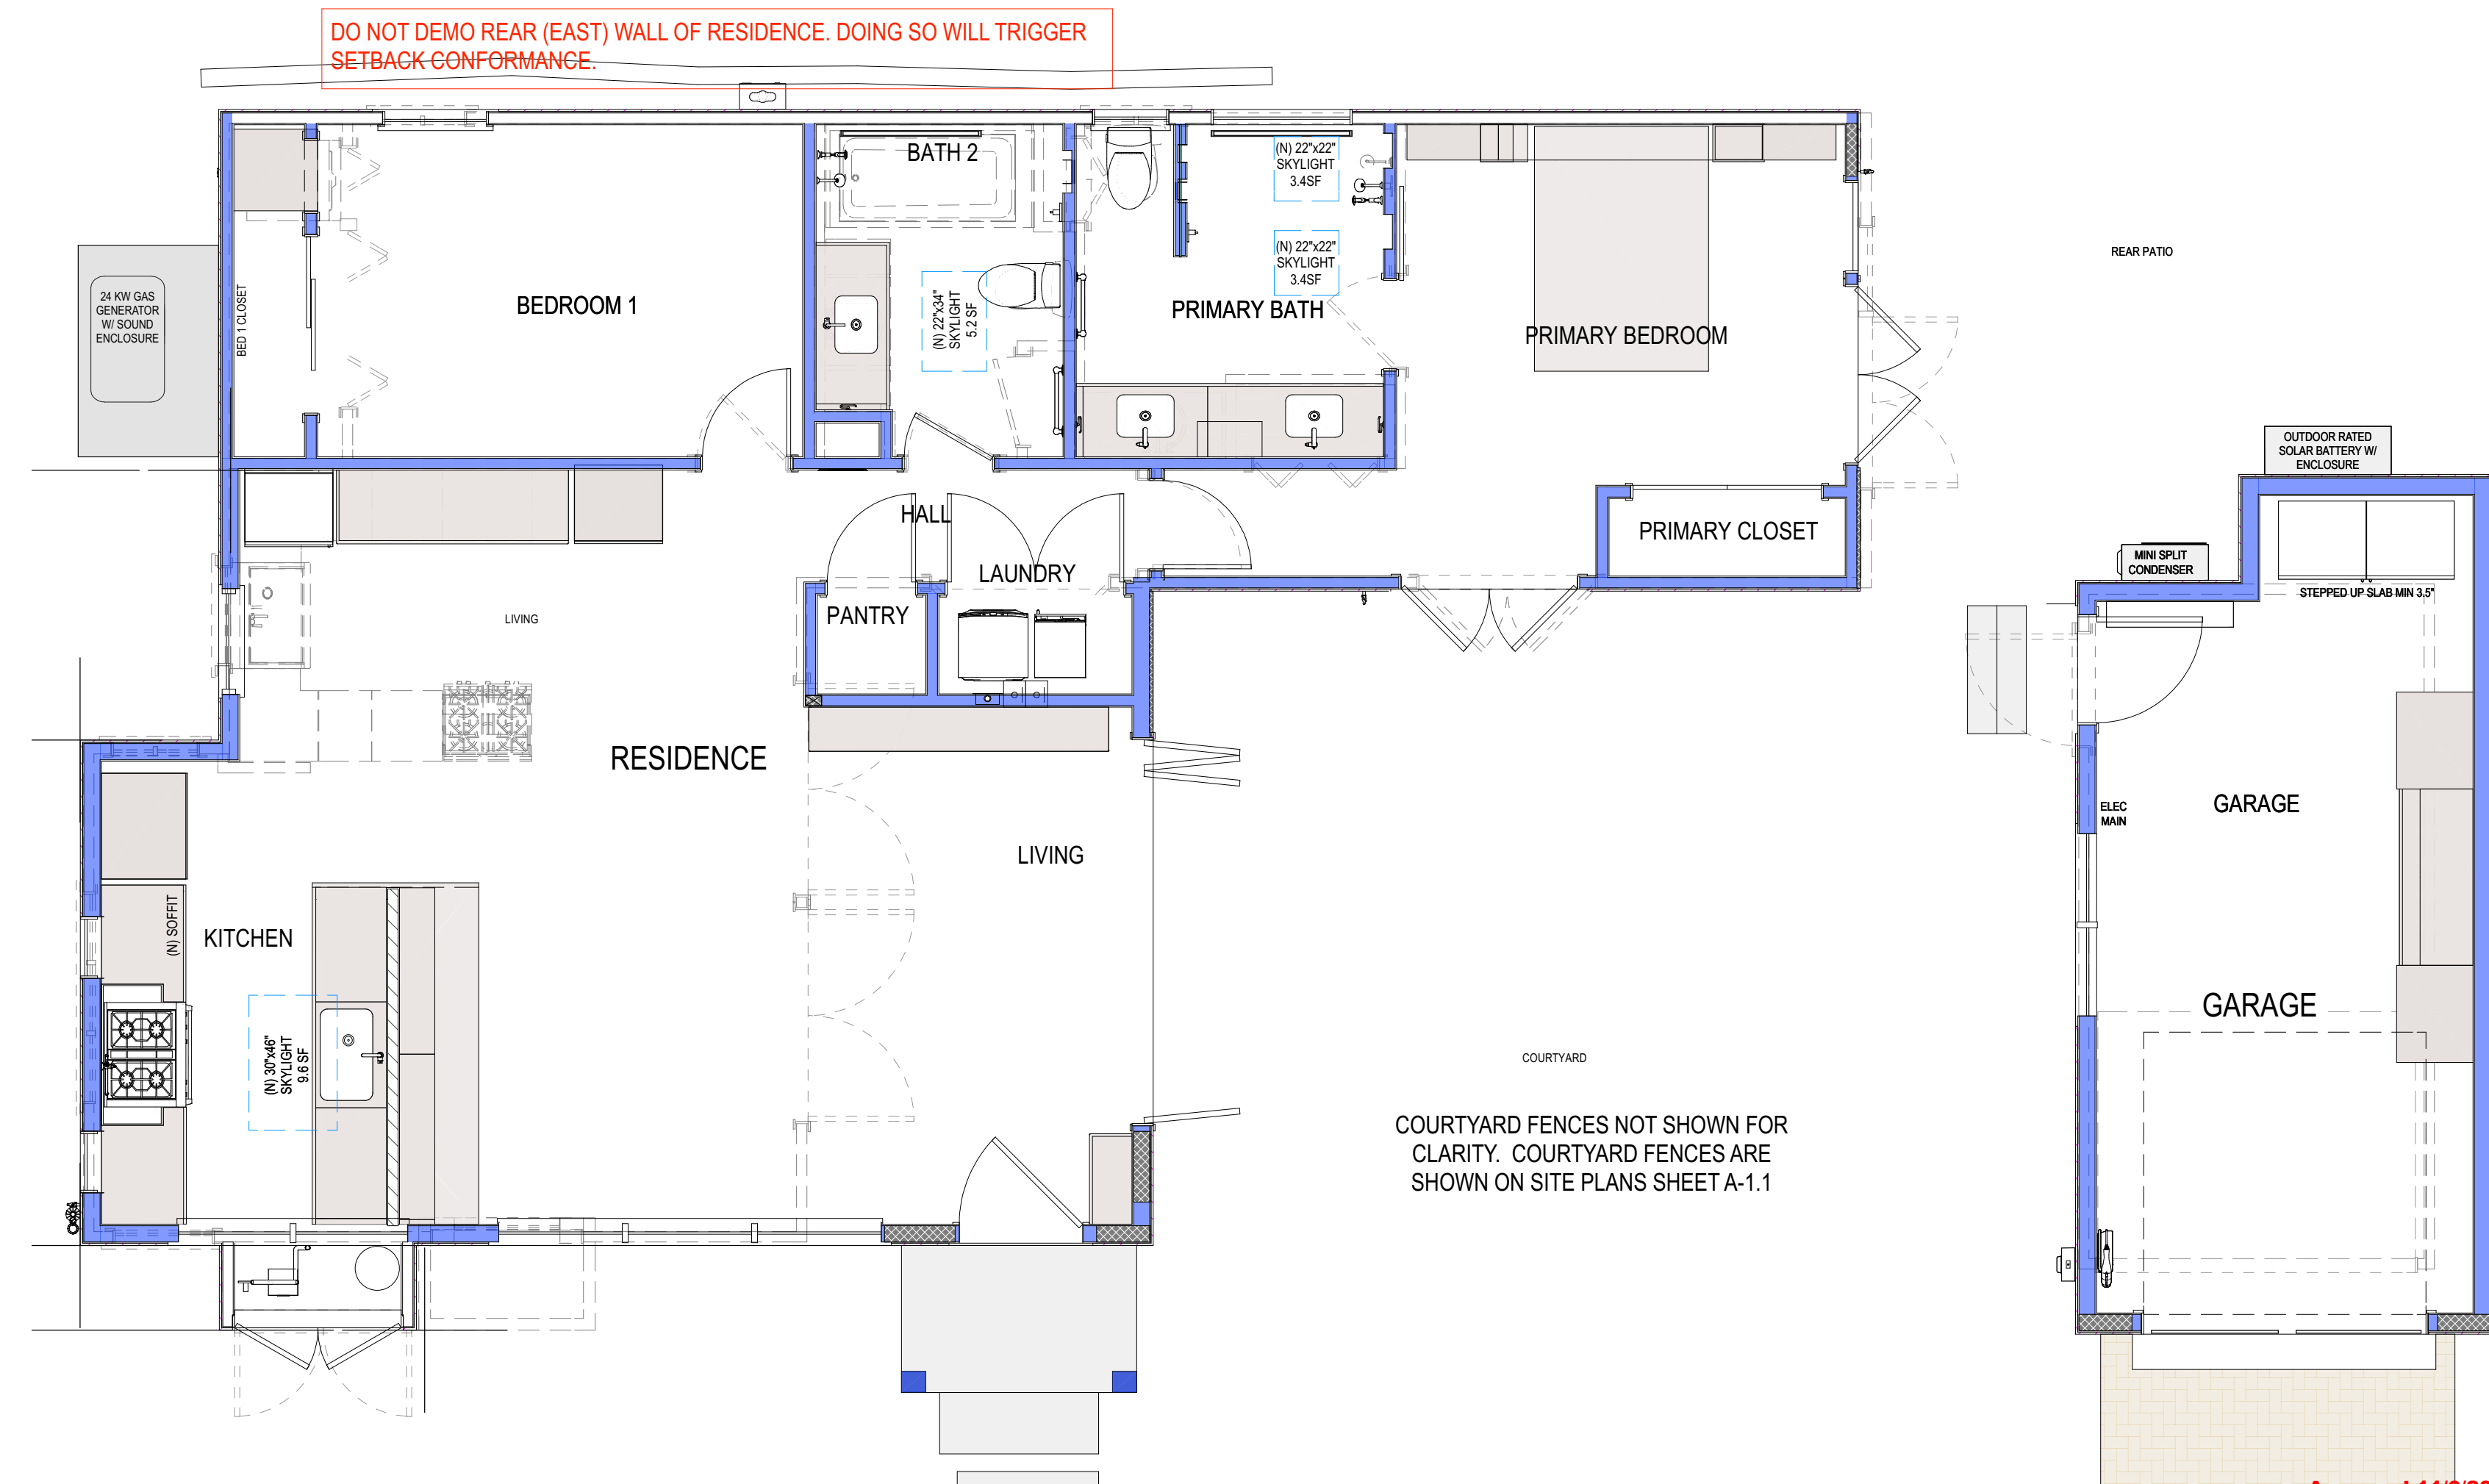 DO NOT DEMO REAR (EAST) WALL OF RESIDENCE. DOING SO WILL TRIGGER
SETBACK CONFORMANCE.
BATH 2
(N) 22"x22"
SKYLIGHT
3.4SF
(N) 22"x22"
SKYLIGHT
3.4SF
REAR PATIO
24 KW GAS
GENERATOR
W/ SOUND
ENCLOSURE
BED 1 CLOSET
BEDROOM 1
(N) 22"x34"
SKYLIGHT
5.2 SF
PRIMARY BATH
PRIMARY BEDROOM
OUTDOOR RATED
SOLAR BATTERY W/
ENCLOSURE
HALL
PRIMARY CLOSET
LAUNDRY
MINI SPLIT
CONDENSER
STEPPED UP SLAB MIN 3.5"
LIVING
PANTRY
RESIDENCE
ELEC
MAIN
GARAGE
LIVING
(N) SOFFIT
KITCHEN
GARAGE
(N) 30"x46"
SKYLIGHT
9.6 SF
COURTYARD
COURTYARD FENCES NOT SHOWN FOR
CLARITY. COURTYARD FENCES ARE
SHOWN ON SITE PLANS SHEET A-1.1